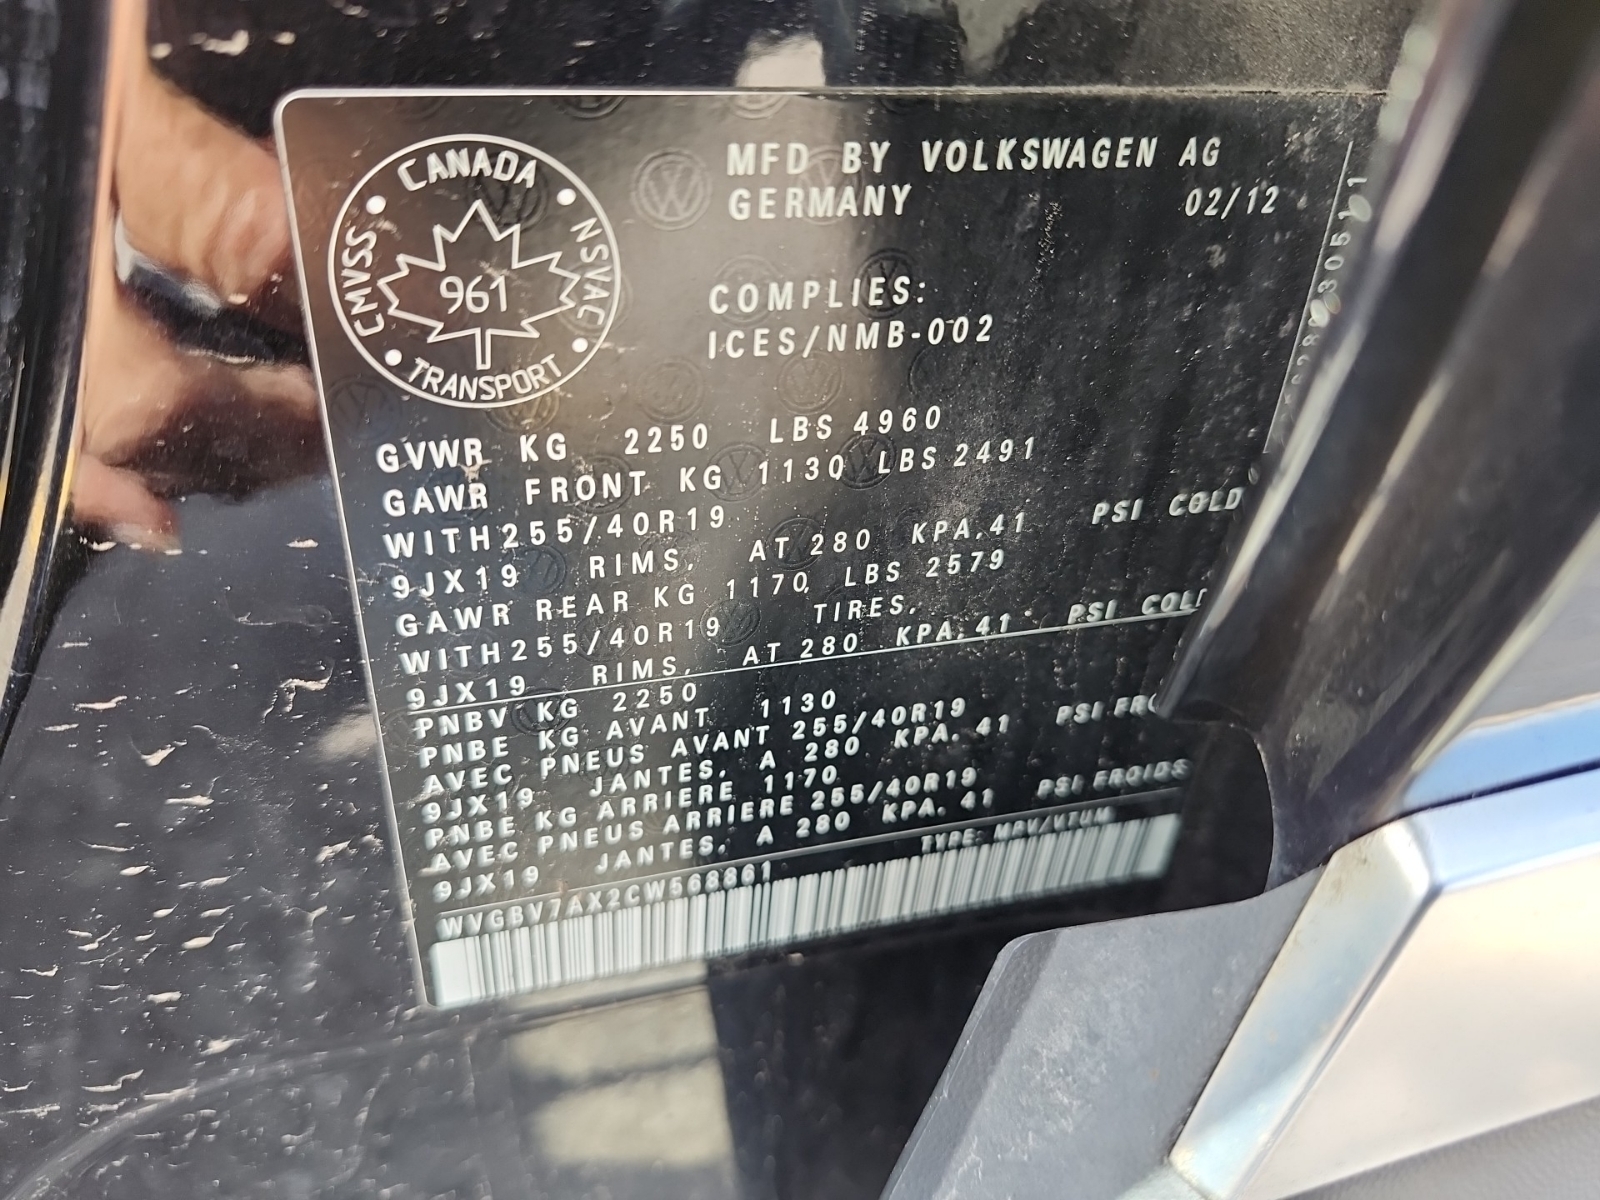 CANADA
CMVSS
NSVAC
961
TRANSPORT
MFD BY VOLKSWAGEN AG
GERMANY 02/12
COMPLIES:
ICES/NMB-002
GVWR KG 2250 LBS 4960
GAWR FRONT KG 1130 LBS 2491
WITH255/40R19
9JX19 RIMS, AT 280 KPA.41 PSI COLD
GAWR REAR KG 1170, LBS 2579
WITH255/40R19 TIRES,
9JX19 RIMS, AT 280 KPA.41 PSI COLD
PNBV KG 2250
PNBE KG AVANT 1130
AVEC PNEUS AVANT 255/40R19
9JX19 JANTES, A 280 KPA. 41 PSI FRO
PNBE KG ARRIERE 1170
AVEC PNEUS ARRIERE 255/40R19
9JX19 JANTES, A 280 KPA. 41 PSI FROIDS
WVGBV7AX2CW568861 TYPE: MPV/VTUM